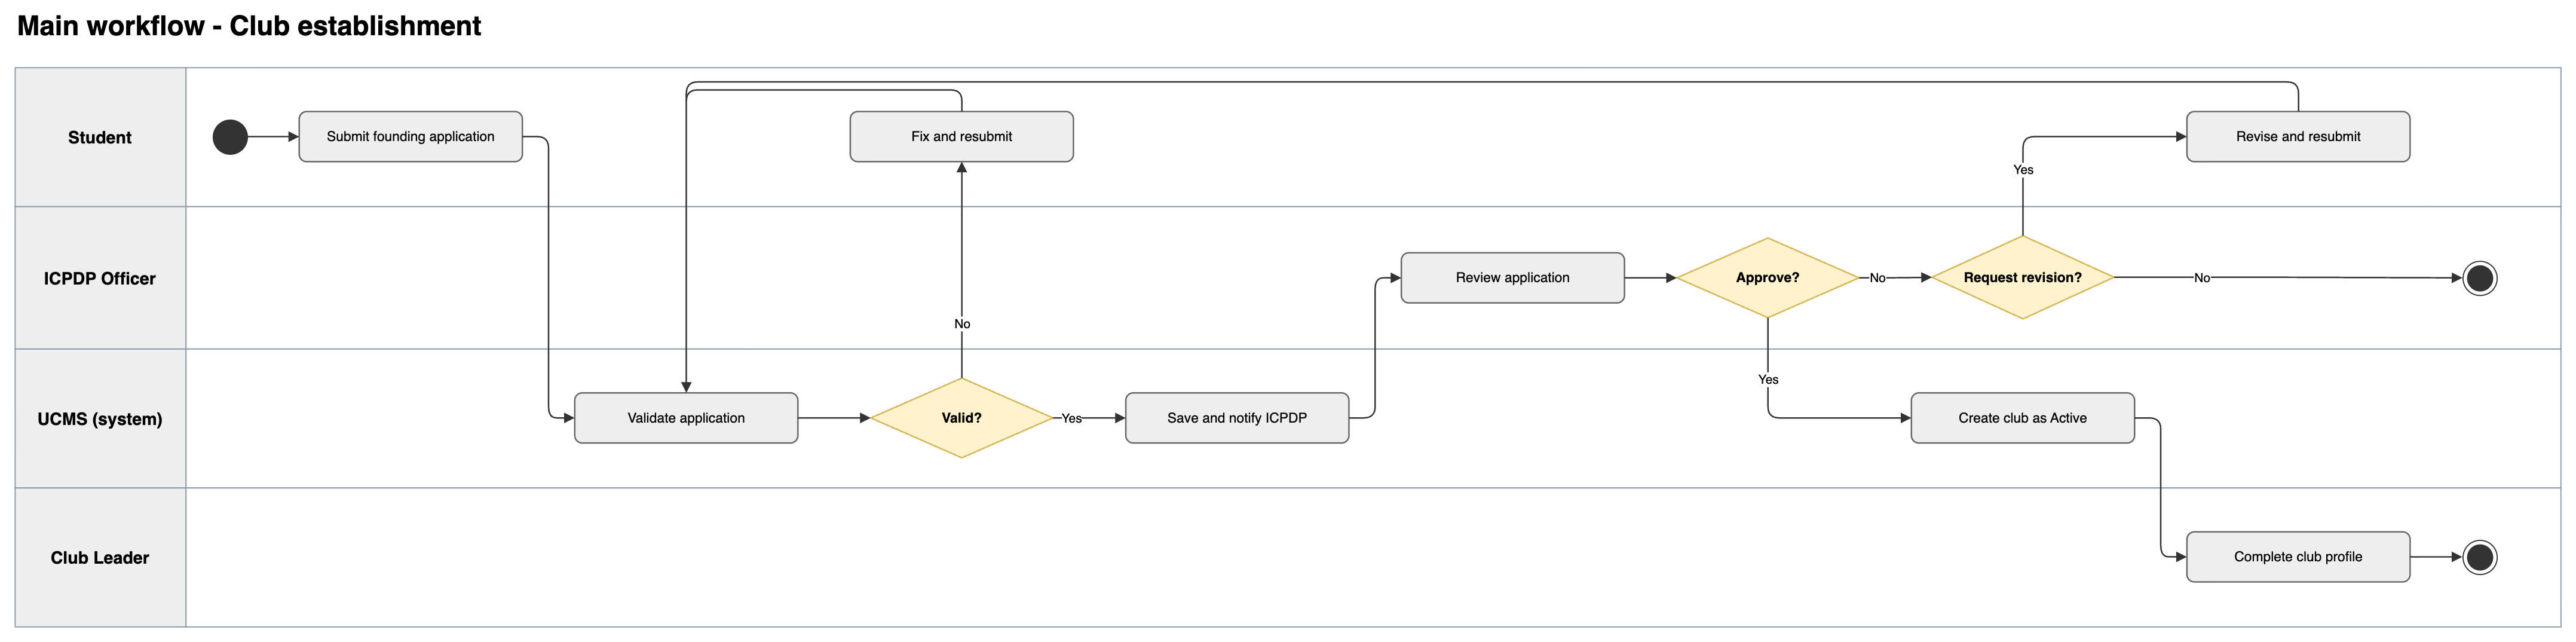 Main workflow - Club establishment
Student
Submit founding application
Fix and resubmit
Revise and resubmit
Yes
ICPDP Officer
Review application
Approve?
No
Request revision?
No
No
Yes
UCMS (system)
Validate application
Valid?
Yes
Save and notify ICPDP
Create club as Active
Club Leader
Complete club profile